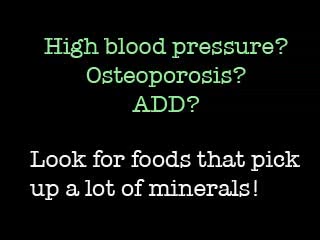 High blood pressure?
Osteoporosis?
ADD?
Look for foods that pick
up a lot of minerals!